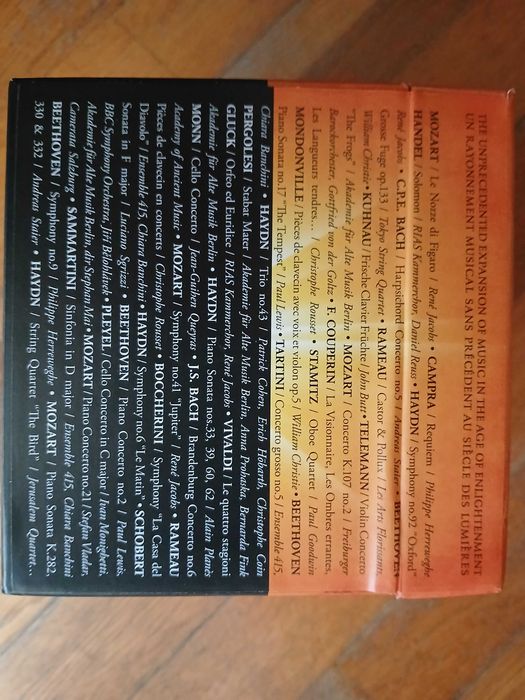 THE UNPRECEDENTED EXPANSION OF MUSIC IN THE AGE OF ENLIGHTENMENT
UN RAYONNEMENT MUSICAL SANS PRÉCÉDENT AU SIÈCLE DES LUMIÈRES
MOZART / Le Nozze di Figaro / René Jacobs • CAMPRA / Requiem / Philippe Herreweghe
HANDEL / Solomon / RIAS Kammerchor, Daniel Reuss • HAYDN / Symphony no.92 "Oxford"
René Jacobs • C.P.E. BACH / Harpsichord Concerto no.5 / Andreas Staier • BEETHOVEN
Grosse Fuge op.133 / Tokyo String Quartet • RAMEAU / Castor & Pollux / Les Arts Florissants,
William Christie • KUHNAU / Frische Clavier Früchte / John Butt • TELEMANN / Violin Concerto
"The Frogs" / Akademie für Alte Musik Berlin • MOZART / Concerto K.107 no.2 / Freiburger
Barockorchester, Gottfried von der Goltz • F. COUPERIN / La Visionnaire, Les Ombres errantes,
Les Langueurs tendres... / Christophe Rousset • STAMITZ / Oboe Quartet / Paul Goodwin
MONDONVILLE / Pièces de clavecin avec voix et violon op.5 / William Christie • BEETHOVEN
Piano Sonata no.17 "The Tempest" / Paul Lewis • TARTINI / Concerto grosso no.5 / Ensemble 415,
Chiara Banchini • HAYDN / Trio no.43 / Patrick Cohen, Erich Höbarth, Christophe Coin
PERGOLESI / Stabat Mater / Akademie für Alte Musik Berlin, Anna Prohaska, Bernarda Fink
GLUCK / Orfeo ed Euridice / RIAS Kammerchor, René Jacobs • VIVALDI / Le quattro stagioni
Akademie für Alte Musik Berlin • HAYDN / Piano Sonata nos.33, 39, 60, 62 / Alain Planès
MONN / Cello Concerto / Jean-Guihen Queyras • J.S. BACH / Brandenburg Concerto no.6
Academy of Ancient Music • MOZART / Symphony no.41 "Jupiter" / René Jacobs • RAMEAU
Pièces de clavecin en concerts / Christophe Rousset • BOCCHERINI / Symphony "La Casa del
Diavolo" / Ensemble 415, Chiara Banchini • HAYDN / Symphony no.6 "Le Matin" • SCHOBERT
Sonata in F major / Luciano Sgrizzi • BEETHOVEN / Piano Concerto no.2 / Paul Lewis,
BBC Symphony Orchestra, Jiří Bělohlávek • PLEYEL / Cello Concerto in C major / Ivan Monighetti,
Akademie für Alte Musik Berlin, dir Stephan Mai • MOZART / Piano Concerto no.21 / Stefan Vladar,
Camerata Salzburg • SAMMARTINI / Sinfonia in D major / Ensemble 415, Chiara Banchini
BEETHOVEN / Symphony no.9 / Philippe Herreweghe • MOZART / Piano Sonata K.282,
330 & 332 / Andreas Staier • HAYDN / String Quartet "The Bird" / Jerusalem Quartet...